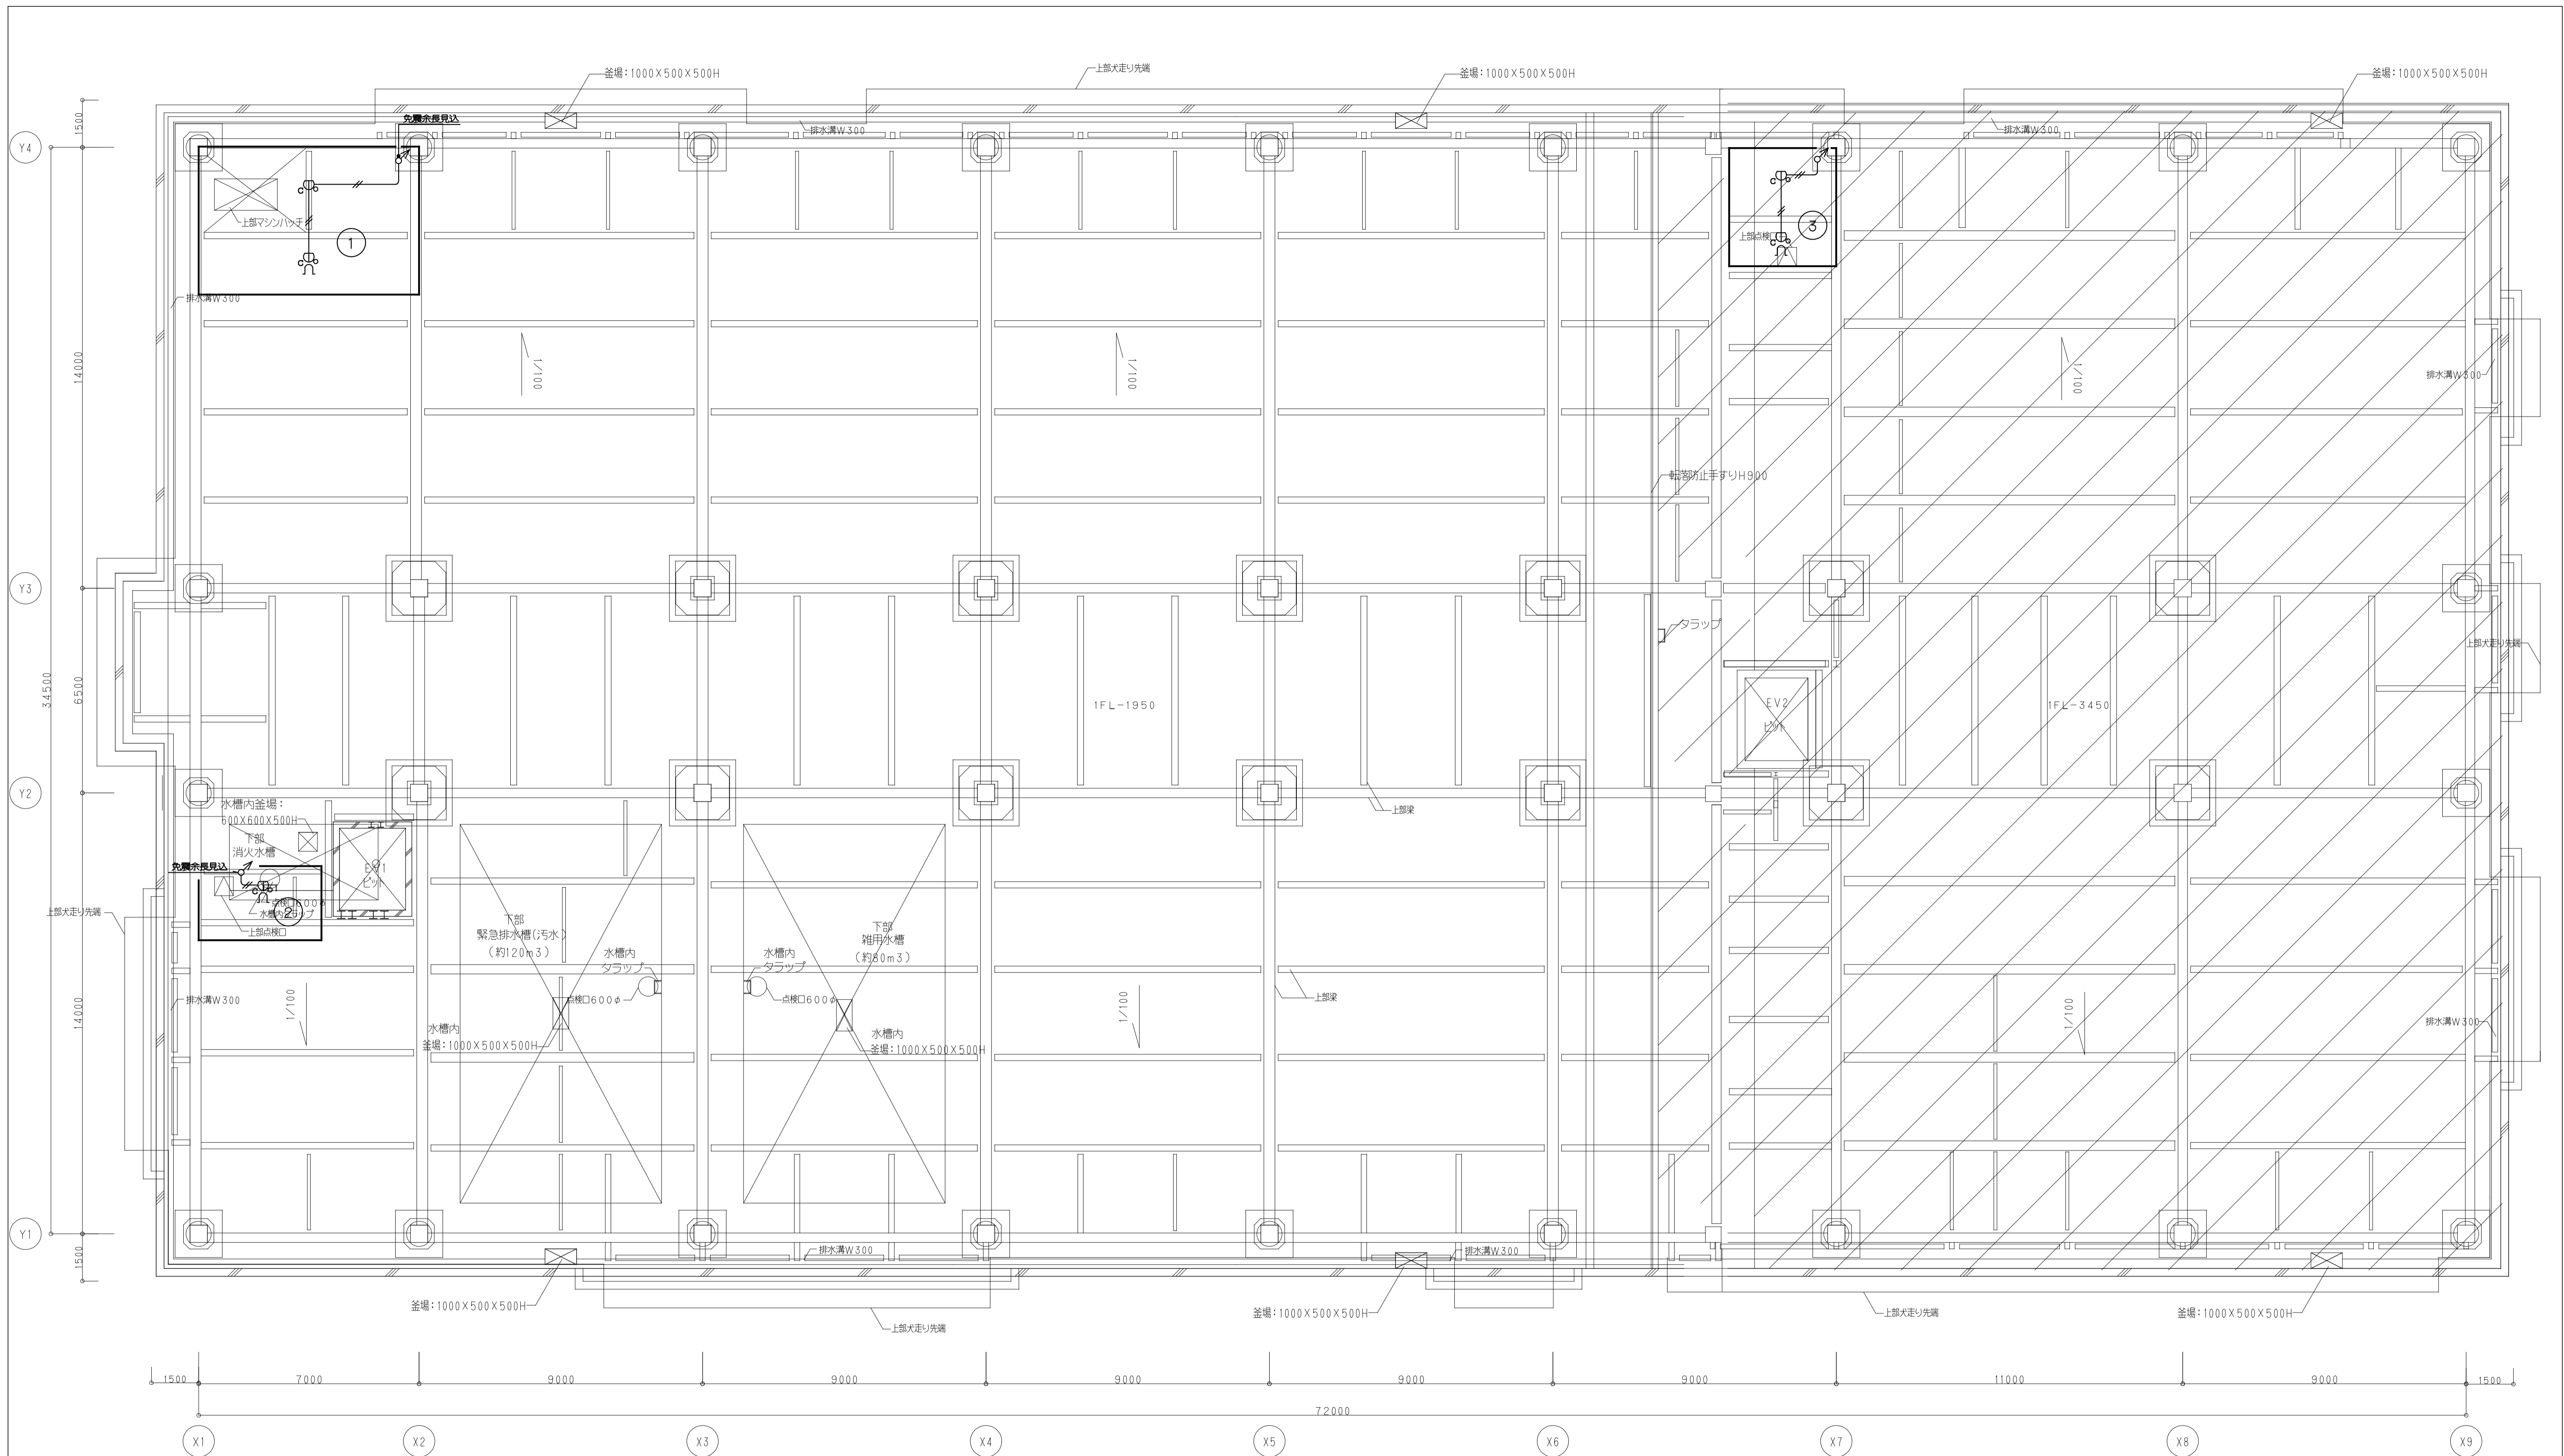 釜場：1000X500X500H
上部犬走り先端
釜場：1000X500X500H
釜場：1000X500X500H
免震余長見込
排水溝W300
排水溝W300
1500
Y4
上部マシンハッチ
1
3
上部点検口
排水溝W300
14000
1/100
1/100
1/100
排水溝W300
転落防止手すりH900
Y3
タラップ
上部犬走り先端
34500
6500
1FL-1950
EV2
ピット
1FL-3450
Y2
水槽内釜場：
600X600X500H
上部梁
下部
消火水槽
免震余長見込
EV1
ピット
点検口600φ
水槽内タラップ
2
上部犬走り先端
上部点検口
下部
緊急排水槽(汚水)
(約120m3)
水槽内
タラップ
水槽内
タラップ
下部
雑用水槽
(約80m3)
点検口600φ
点検口600φ
上部梁
14000
排水溝W300
1/100
1/100
1/100
排水溝W300
水槽内
釜場：1000X500X500H
水槽内
釜場：1000X500X500H
Y1
1500
排水溝W300
排水溝W300
釜場：1000X500X500H
釜場：1000X500X500H
上部犬走り先端
釜場：1000X500X500H
上部犬走り先端
1500
7000
9000
9000
9000
9000
9000
11000
9000
1500
72000
X1
X2
X3
X4
X5
X6
X7
X8
X9